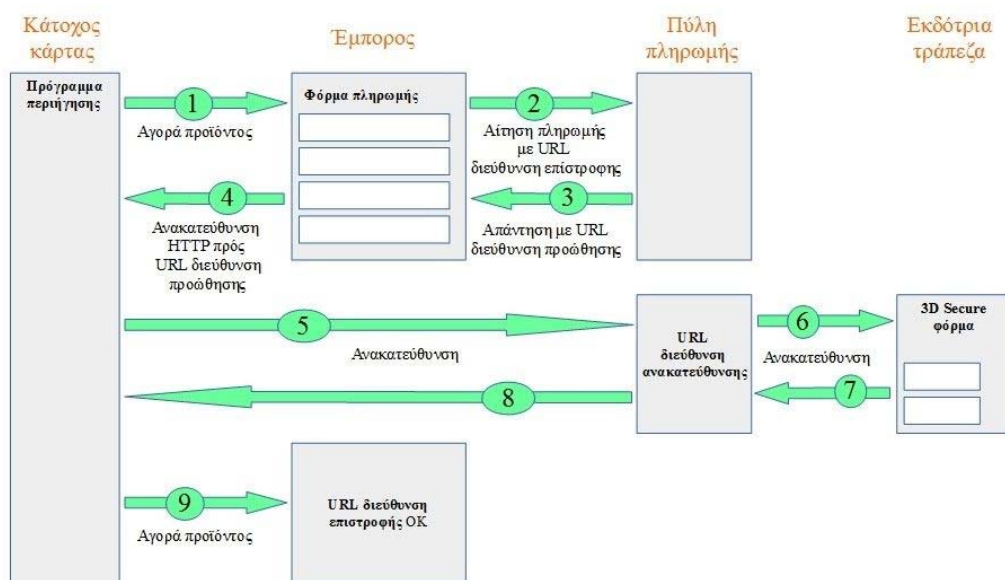 Κάτοχος
κάρτας
Έμπορος
Πύλη
πληρωμής
Εκδότρια
τράπεζα
Πρόγραμμα
περιήγησης
1
Αγορά προϊόντος
Φόρμα πληρωμής
2
Αίτηση πληρωμής
με URL
διεύθυνση επίστροφης
4
Ανακατεύθυνση
HTTP πρός
URL διεύθυνση
προώθησης
3
Απάντηση με URL
διεύθυνση προώθησης
5
Ανακατεύθυνση
URL
διεύθυνση
ανακατεύθυνσης
6
Ανακατεύθυνση
3D Secure
φόρμα
7
8
9
Αγορά προϊόντος
URL διεύθυνση
επιστροφής OK